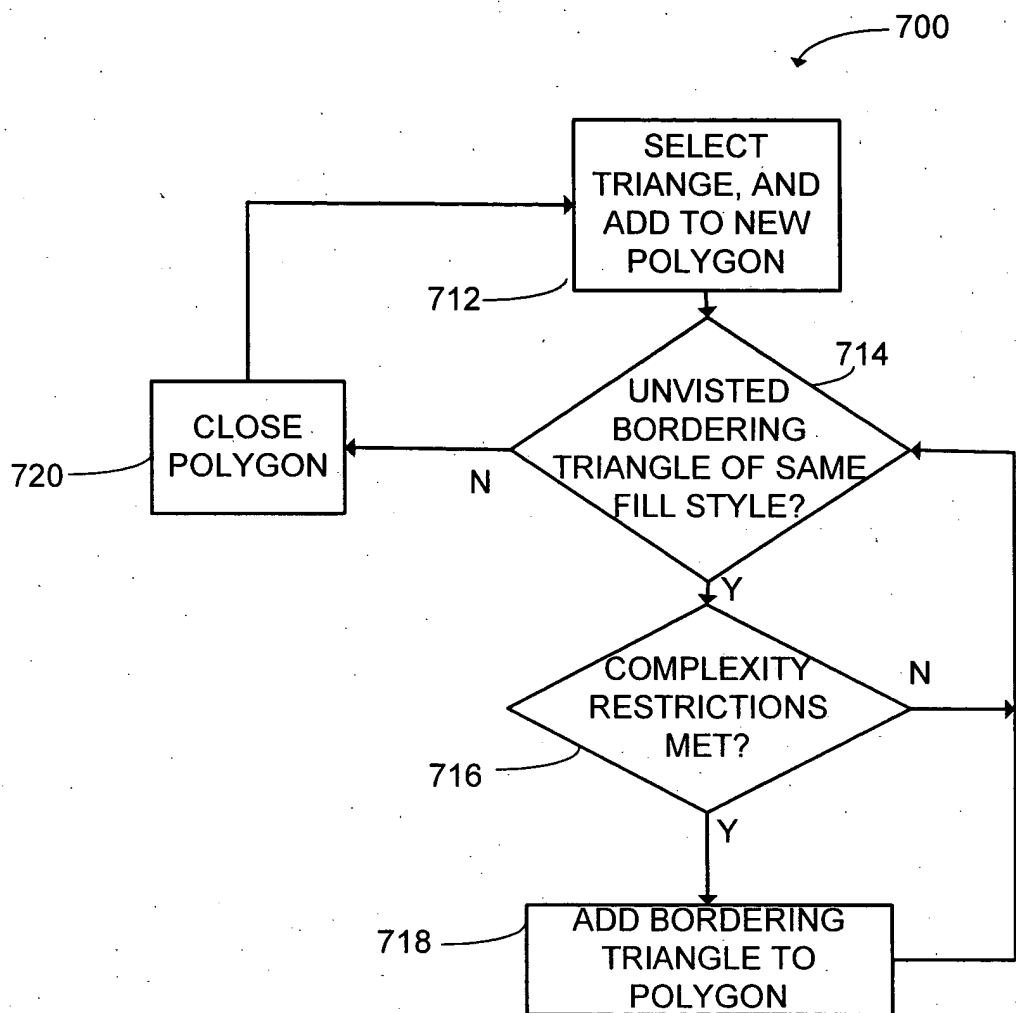 700
SELECT
TRIANGE, AND
ADD TO NEW
POLYGON
712
714
UNVISTED
BORDERING
TRIANGLE OF SAME
FILL STYLE?
CLOSE
POLYGON
720
N
Y
COMPLEXITY
RESTRICTIONS
MET?
N
716
Y
ADD BORDERING
TRIANGLE TO
POLYGON
718